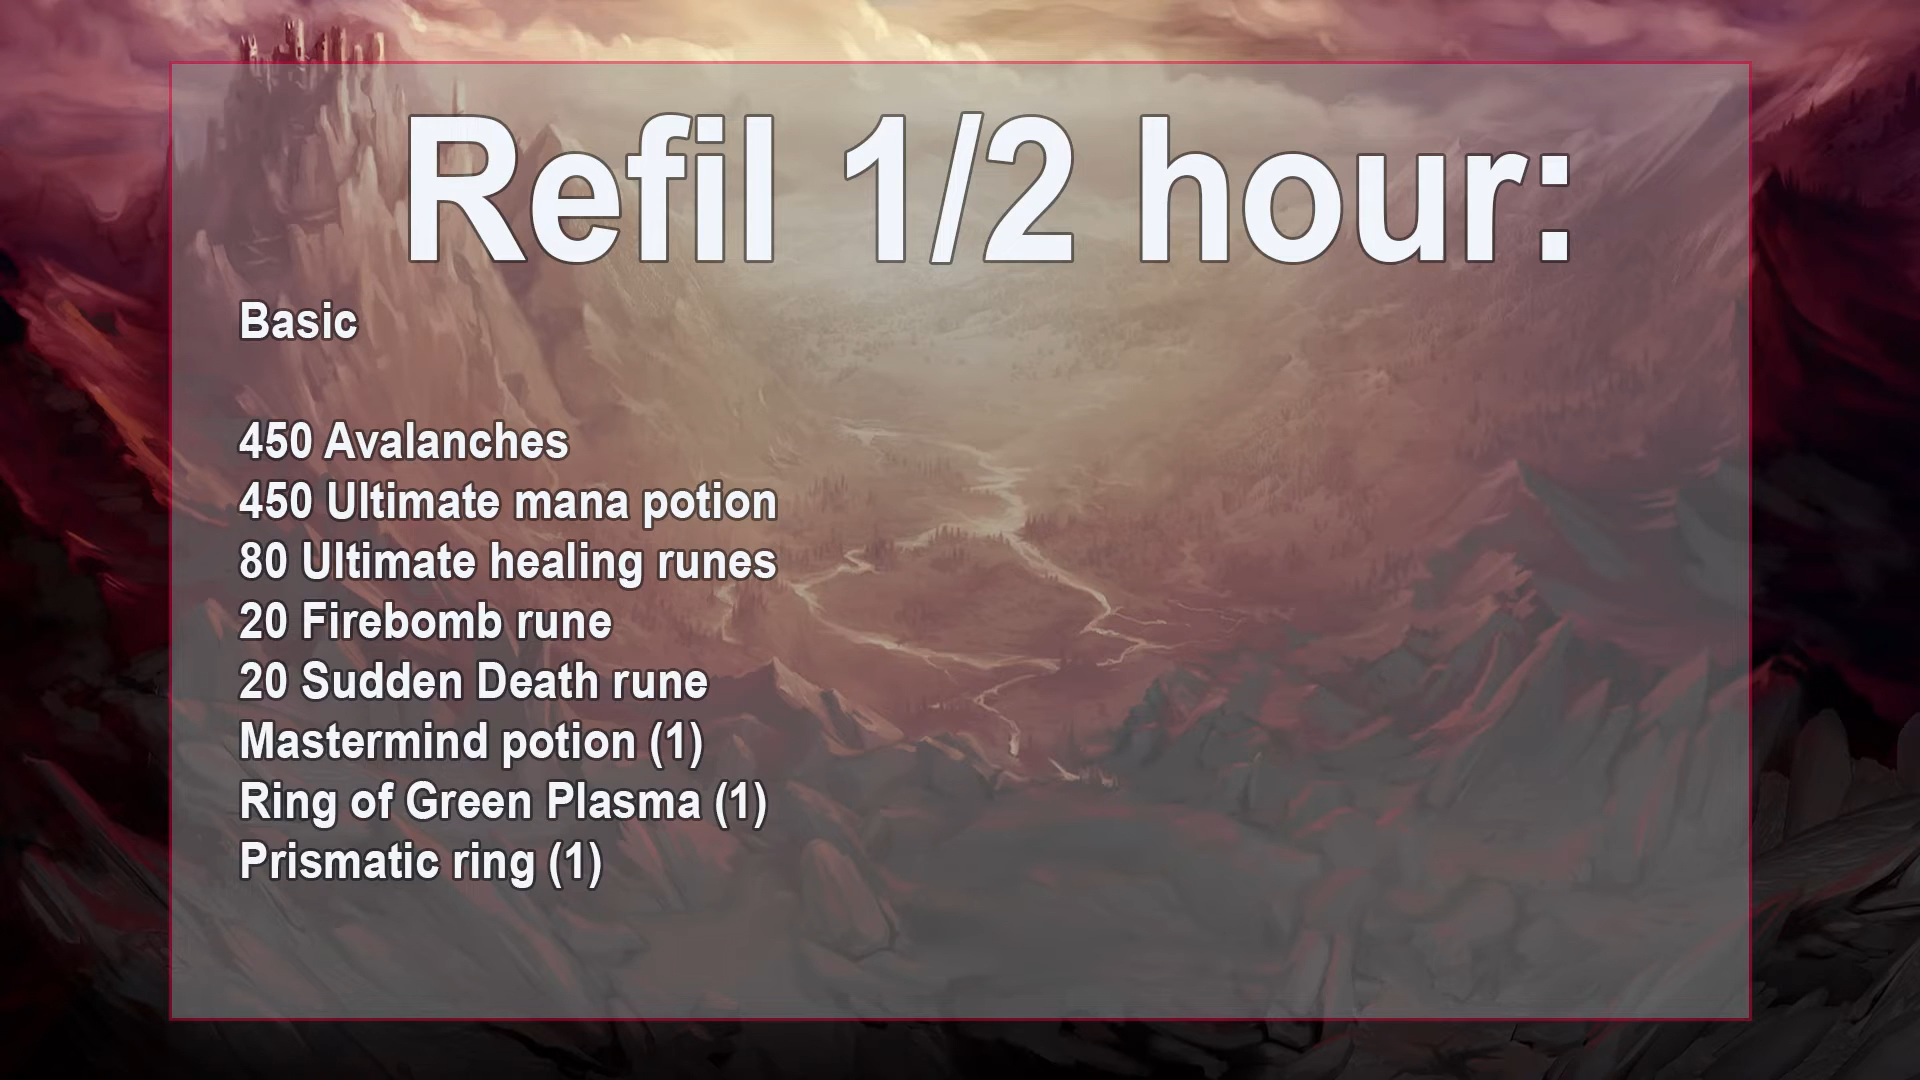 Refil 1/2 hour:
Basic
450 Avalanches
450 Ultimate mana potion
80 Ultimate healing runes
20 Firebomb rune
20 Sudden Death rune
Mastermind potion (1)
Ring of Green Plasma (1)
Prismatic ring (1)